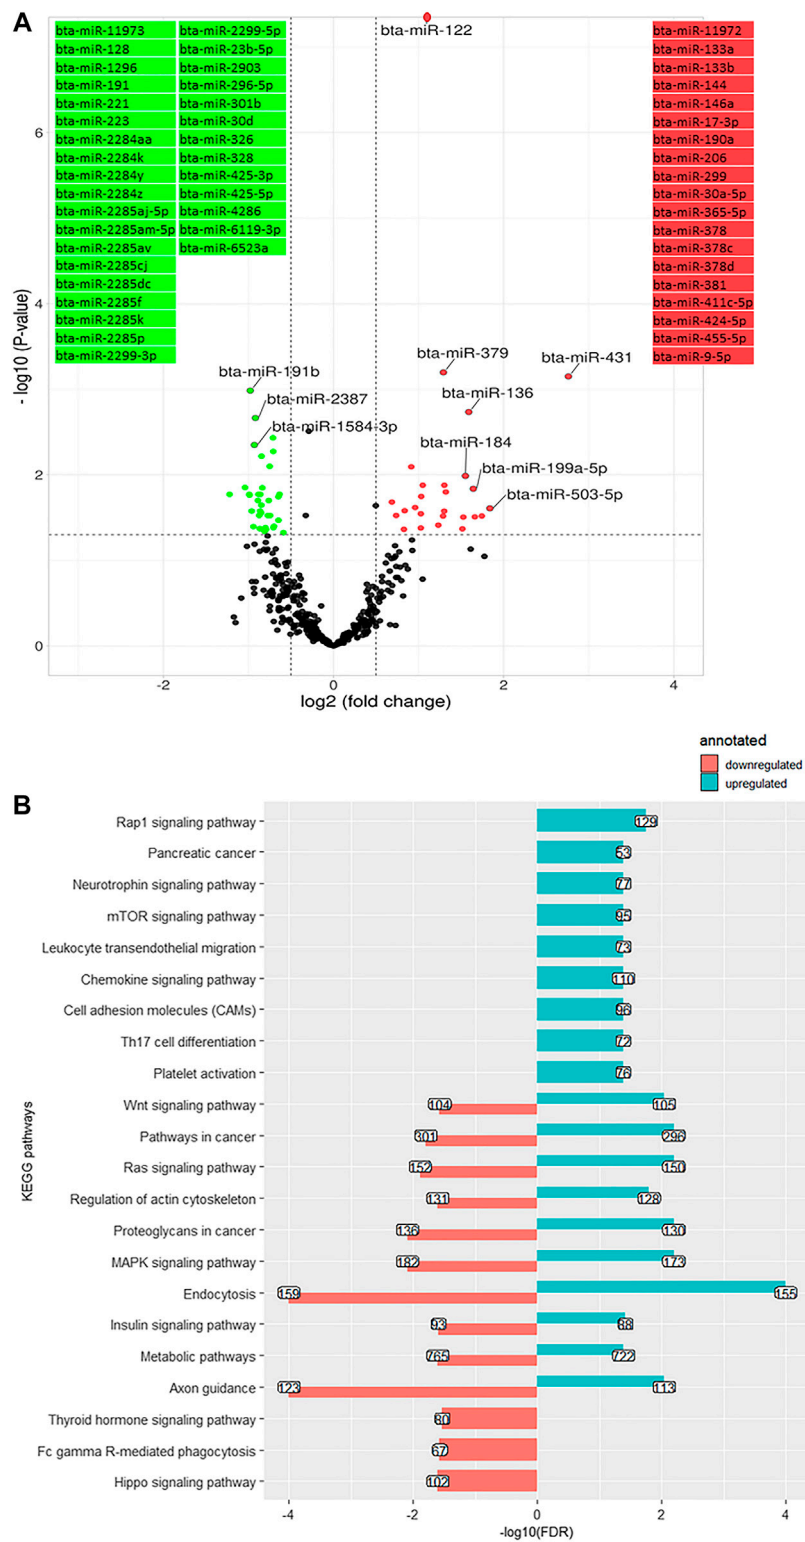 A
bta-miR-11973
bta-miR-128
bta-miR-1296
bta-miR-191
bta-miR-221
bta-miR-223
bta-miR-2284aa
bta-miR-2284k
bta-miR-2284y
bta-miR-2284z
bta-miR-2285aj-5p
bta-miR-2285am-5p
bta-miR-2285av
bta-miR-2285cj
bta-miR-2285dc
bta-miR-2285f
bta-miR-2285k
bta-miR-2285p
bta-miR-2299-3p
bta-miR-2299-5p
bta-miR-23b-5p
bta-miR-2903
bta-miR-296-5p
bta-miR-301b
bta-miR-30d
bta-miR-326
bta-miR-328
bta-miR-425-3p
bta-miR-425-5p
bta-miR-4286
bta-miR-6119-3p
bta-miR-6523a
bta-miR-122
bta-miR-11972
bta-miR-133a
bta-miR-133b
bta-miR-144
bta-miR-146a
bta-miR-17-3p
bta-miR-190a
bta-miR-206
bta-miR-299
bta-miR-30a-5p
bta-miR-365-5p
bta-miR-378
bta-miR-378c
bta-miR-378d
bta-miR-381
bta-miR-411c-5p
bta-miR-424-5p
bta-miR-455-5p
bta-miR-9-5p
bta-miR-379
bta-miR-431
bta-miR-191b
bta-miR-136
bta-miR-2387
bta-miR-1584-3p
bta-miR-184
bta-miR-199a-5p
bta-miR-503-5p
- log10 (P-value)
6
4
2
0
-2
0
2
4
log2 (fold change)
annotated
downregulated
upregulated
B
KEGG pathways
Rap1 signaling pathway 129
Pancreatic cancer 53
Neurotrophin signaling pathway 77
mTOR signaling pathway 95
Leukocyte transendothelial migration 73
Chemokine signaling pathway 110
Cell adhesion molecules (CAMs) 96
Th17 cell differentiation 72
Platelet activation 76
Wnt signaling pathway 104 105
Pathways in cancer 301 296
Ras signaling pathway 152 150
Regulation of actin cytoskeleton 131 128
Proteoglycans in cancer 136 130
MAPK signaling pathway 182 173
Endocytosis 159 155
Insulin signaling pathway 93 88
Metabolic pathways 765 722
Axon guidance 123 113
Thyroid hormone signaling pathway 80
Fc gamma R-mediated phagocytosis 67
Hippo signaling pathway 102
-4
-2
0
2
4
-log10(FDR)